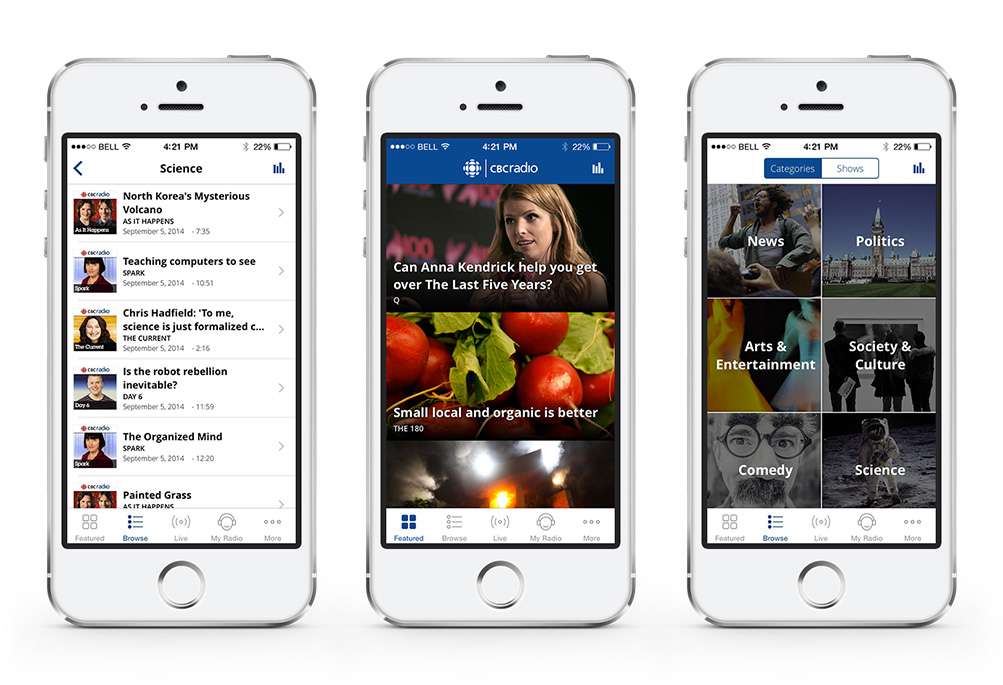 BELL 4:21 PM 22%
Science
cbcradio
As It Happens
North Korea's Mysterious
Volcano
AS IT HAPPENS
September 5, 2014 - 7:35
cbcradio
Spark
Teaching computers to see
SPARK
September 5, 2014 - 10:51
cbcradio
The Current
Chris Hadfield: 'To me,
science is just formalized c...
THE CURRENT
September 5, 2014 - 2:16
cbcradio
Day 6
Is the robot rebellion
inevitable?
DAY 6
September 5, 2014 - 11:59
cbcradio
Spark
The Organized Mind
SPARK
September 5, 2014 - 12:20
cbcradio
Painted Grass
AS IT HAPPENS
Featured Browse Live My Radio More
BELL 4:21 PM 22%
cbcradio
100
Can Anna Kendrick help you get
over The Last Five Years?
Q
Small local and organic is better
THE 180
Featured Browse Live My Radio More
BELL 4:21 PM 22%
Categories Shows
News
Politics
Arts &
Entertainment
Society &
Culture
Comedy
Science
Featured Browse Live My Radio More